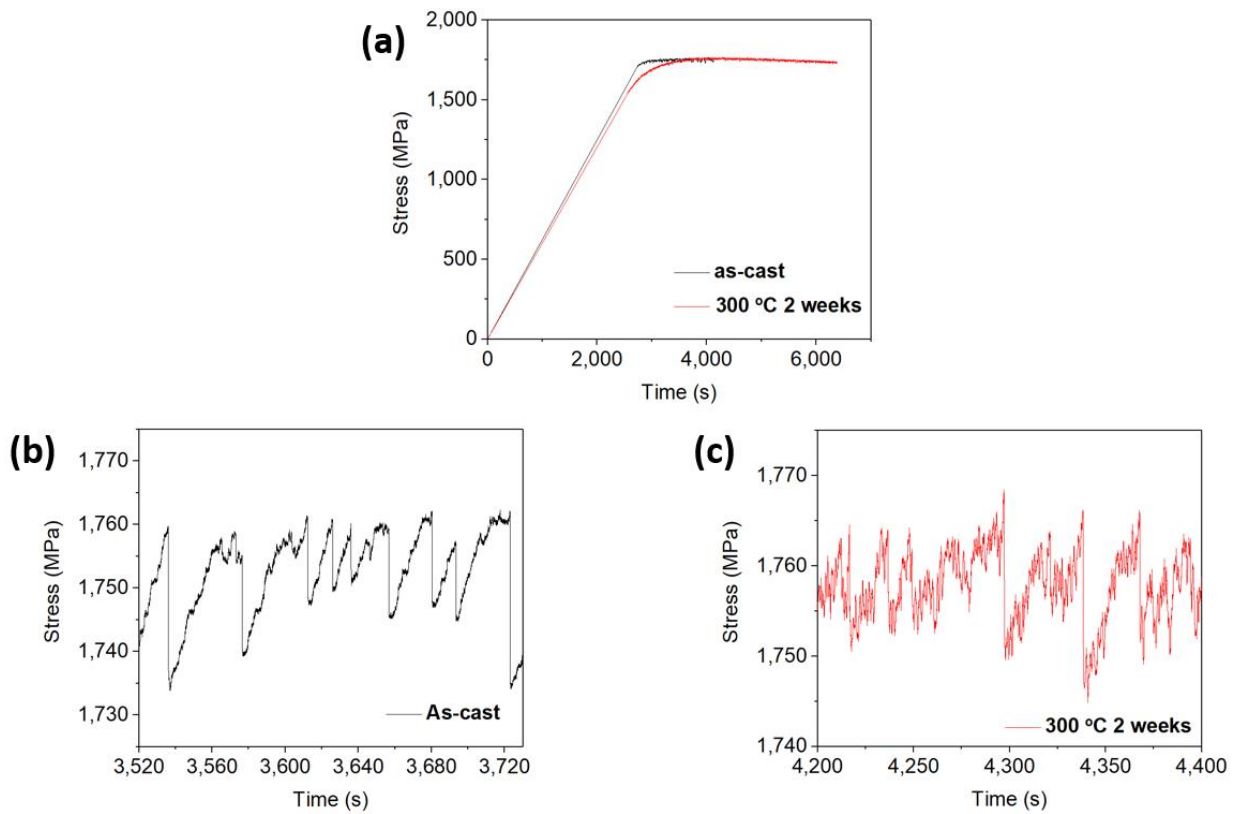 (a)
2,000
1,500
1,000
500
0
Stress (MPa)
as-cast
300 ºC 2 weeks
0 2,000 4,000 6,000
Time (s)
(b)
1,770
1,760
1,750
1,740
1,730
Stress (MPa)
As-cast
3,520 3,560 3,600 3,640 3,680 3,720
Time (s)
(c)
1,770
1,760
1,750
1,740
Stress (MPa)
300 ºC 2 weeks
4,200 4,250 4,300 4,350 4,400
Time (s)